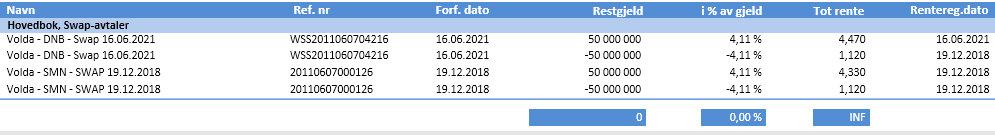 Navn Ref. nr Forf. dato Restgjeld i % av gjeld Tot rente Rentereg.dato
Hovedbok, Swap-avtaler
Volda - DNB - Swap 16.06.2021 WSS2011060704216 16.06.2021 50 000 000 4,11 % 4,470 16.06.2021
Volda - DNB - Swap 16.06.2021 WSS2011060704216 16.06.2021 -50 000 000 -4,11 % 1,120 19.12.2018
Volda - SMN - SWAP 19.12.2018 20110607000126 19.12.2018 50 000 000 4,11 % 4,330 19.12.2018
Volda - SMN - SWAP 19.12.2018 20110607000126 19.12.2018 -50 000 000 -4,11 % 1,120 19.12.2018
0 0,00 % INF